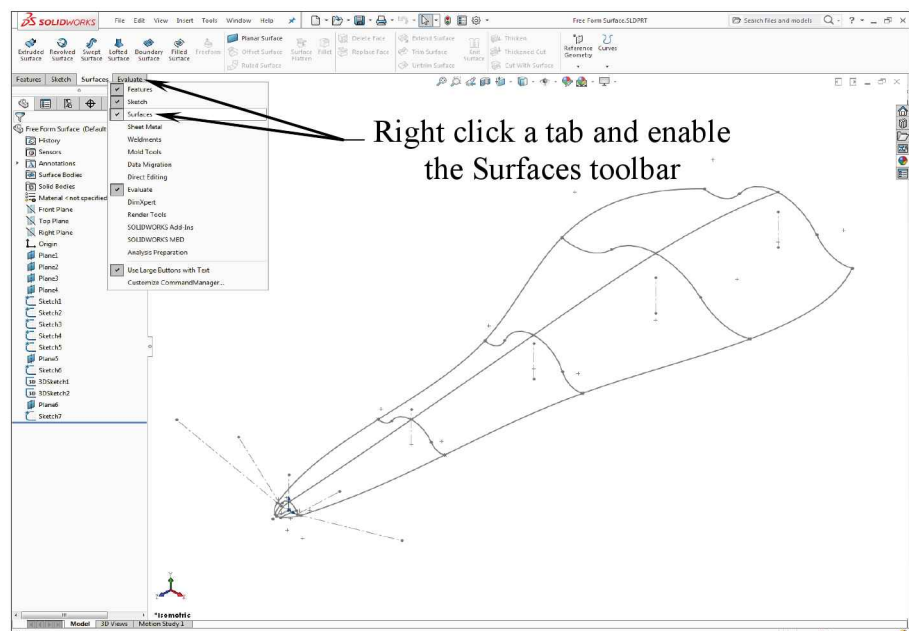 SOLIDWORKS File Edit View Insert Tools Window Help Free Form Surface.SLDPRT Search files and models
Extruded Surface
Revolved Surface
Swept Surface
Lofted Surface
Boundary Surface
Filled Surface
Freeform
Planar Surface
Offset Surface
Ruled Surface
Surface Flatten
Fillet
Delete Face
Replace Face
Extend Surface
Trim Surface
Untrim Surface
Knit Surface
Thicken
Thickened Cut
Cut With Surface
Reference Geometry
Curves
Features Sketch Surfaces Evaluate
Features
Sketch
Surfaces
Sheet Metal
Weldments
Mold Tools
Data Migration
Direct Editing
Evaluate
DimXpert
Render Tools
SOLIDWORKS Add-Ins
SOLIDWORKS MBD
Analysis Preparation
Use Large Buttons with Text
Customize CommandManager...
Right click a tab and enable
the Surfaces toolbar
Free Form Surface (Default
History
Sensors
Annotations
Surface Bodies
Solid Bodies
Material <not specified
Front Plane
Top Plane
Right Plane
Origin
Plane1
Plane2
Plane3
Plane4
Sketch1
Sketch2
Sketch3
Sketch4
Sketch5
Plane5
Sketch6
3DSketch1
3DSketch2
Plane6
Sketch7
*Isometric
Model 3D Views Motion Study 1